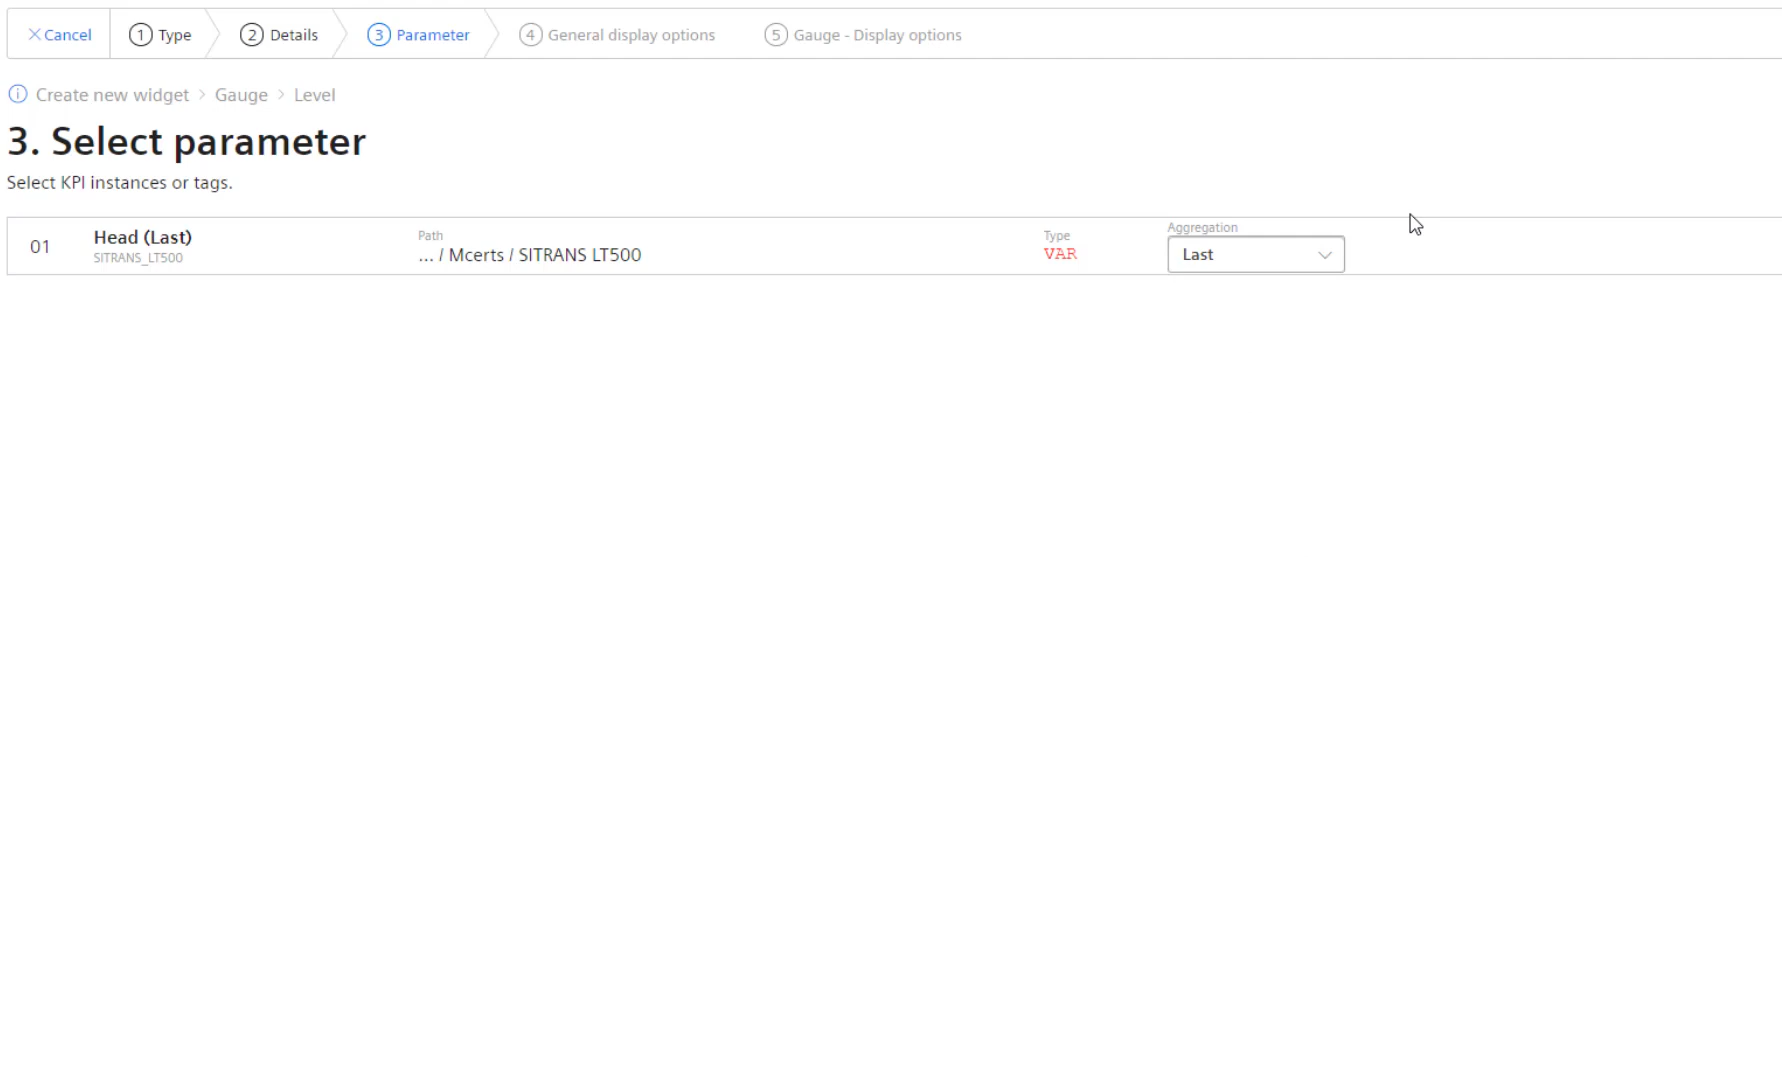 Cancel 1 Type 2 Details 3 Parameter 4 General display options 5 Gauge - Display options
Create new widget > Gauge > Level
3. Select parameter
Select KPI instances or tags.
01 Head (Last) Path Type Aggregation
SITRANS_LT500 ... / Mcerts / SITRANS LT500 VAR Last